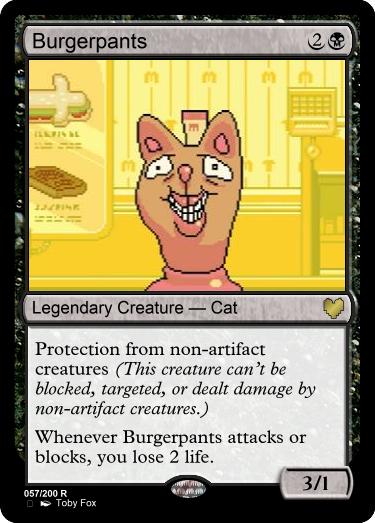 Burgerpants 2
Legendary Creature — Cat
Protection from non-artifact
creatures (This creature can't be
blocked, targeted, or dealt damage by
non-artifact creatures.)
Whenever Burgerpants attacks or
blocks, you lose 2 life.
3/1
057/200 R
Toby Fox